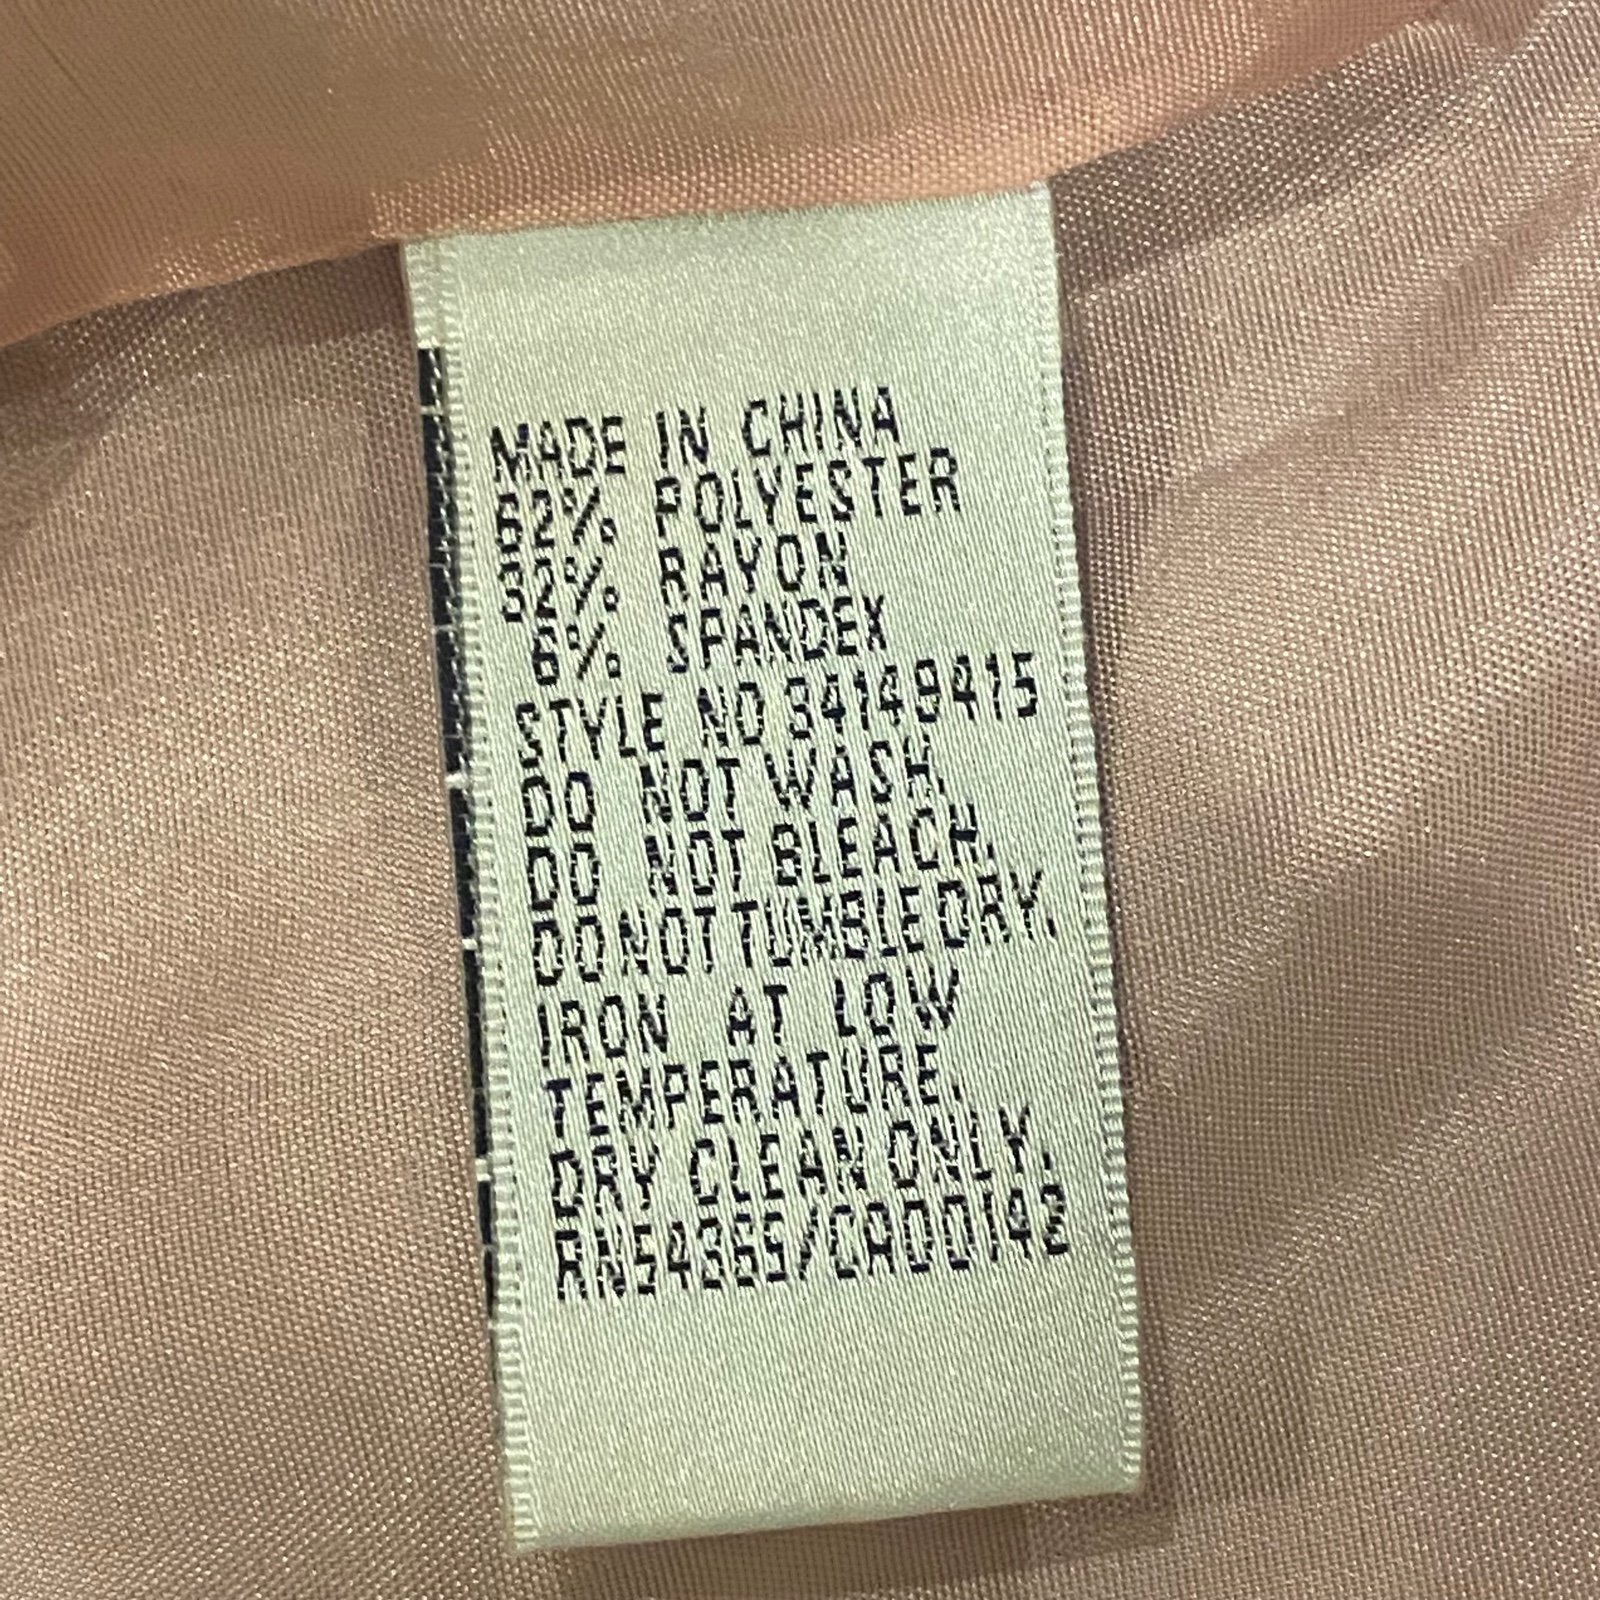 MADE IN CHINA
62% POLYESTER
32% RAYON
6% SPANDEX
STYLE NO 34149415
DO NOT WASH.
DO NOT BLEACH.
DO NOT TUMBLE DRY.
IRON AT LOW
TEMPERATURE.
DRY CLEAN ONLY.
RN54365/CA00142